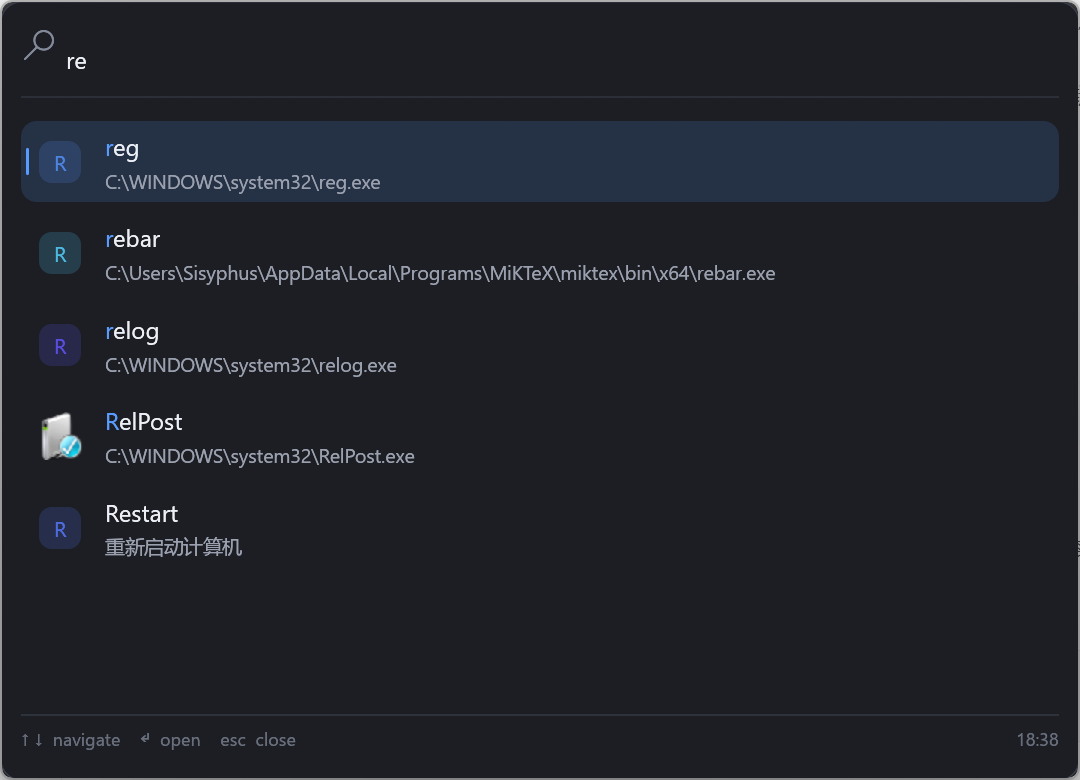 re
R
reg
C:\WINDOWS\system32\reg.exe
R
rebar
C:\Users\Sisyphus\AppData\Local\Programs\MiKTeX\miktex\bin\x64\rebar.exe
R
relog
C:\WINDOWS\system32\relog.exe
RelPost
C:\WINDOWS\system32\RelPost.exe
R
Restart
重新启动计算机
↑↓ navigate ↵ open esc close 18:38